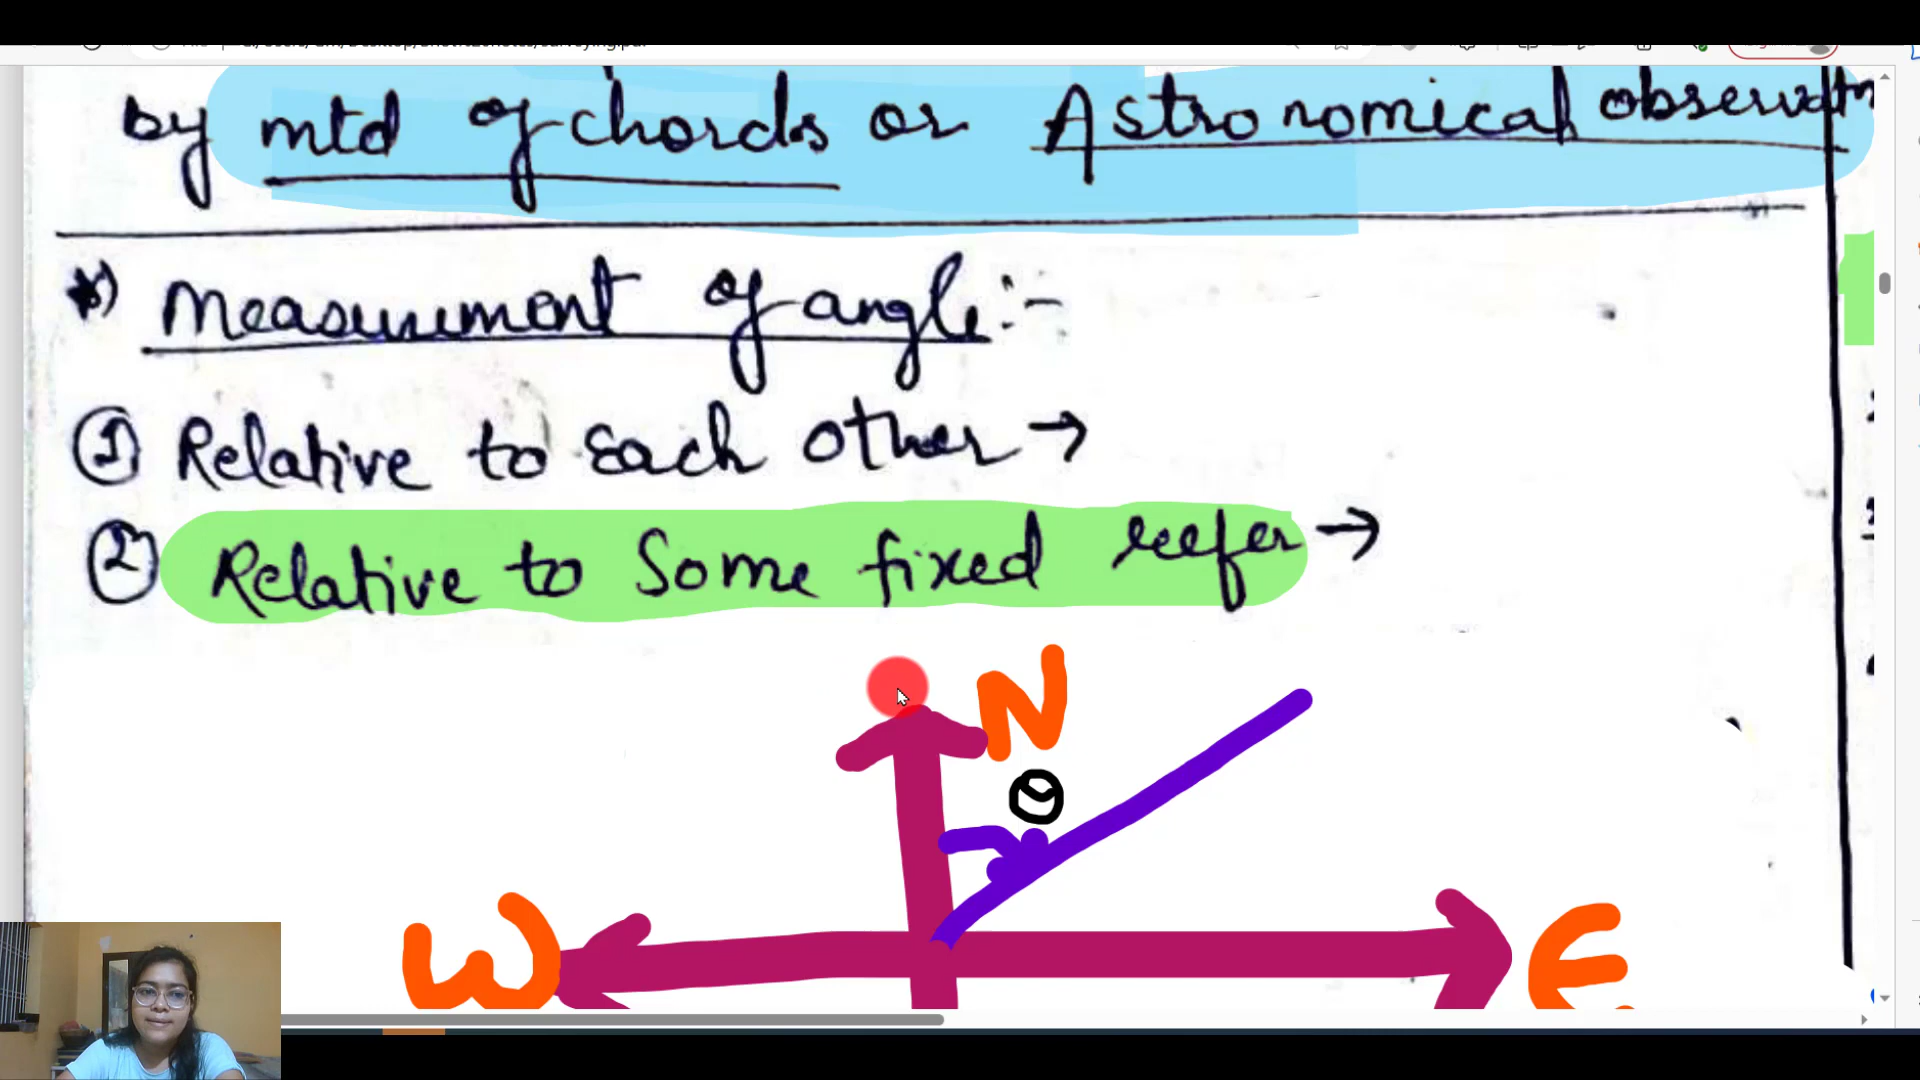 by mtd of chords or Astronomical observatn
*) Measurement of angle:-
① Relative to Each other →
② Relative to Some fixed refer →
N
θ
W
E